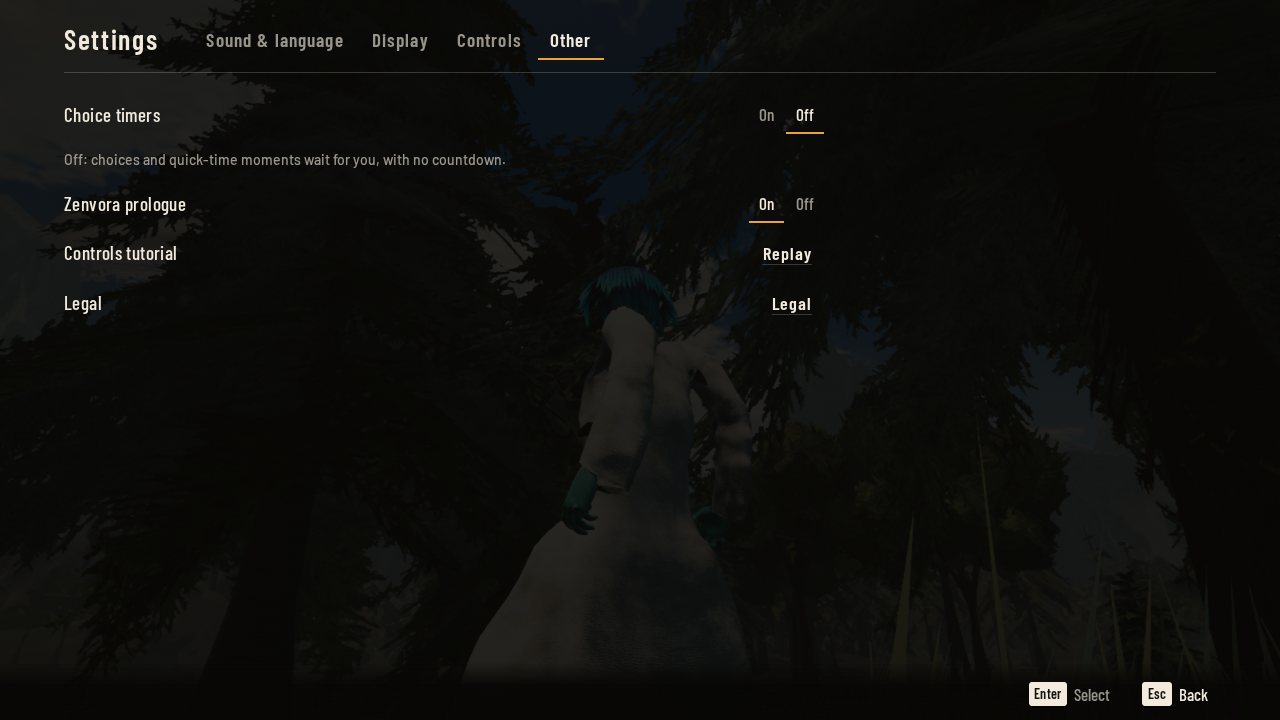 Settings Sound & language Display Controls Other
Choice timers On Off
Off: choices and quick-time moments wait for you, with no countdown.
Zenvora prologue On Off
Controls tutorial Replay
Legal Legal
Enter Select Esc Back